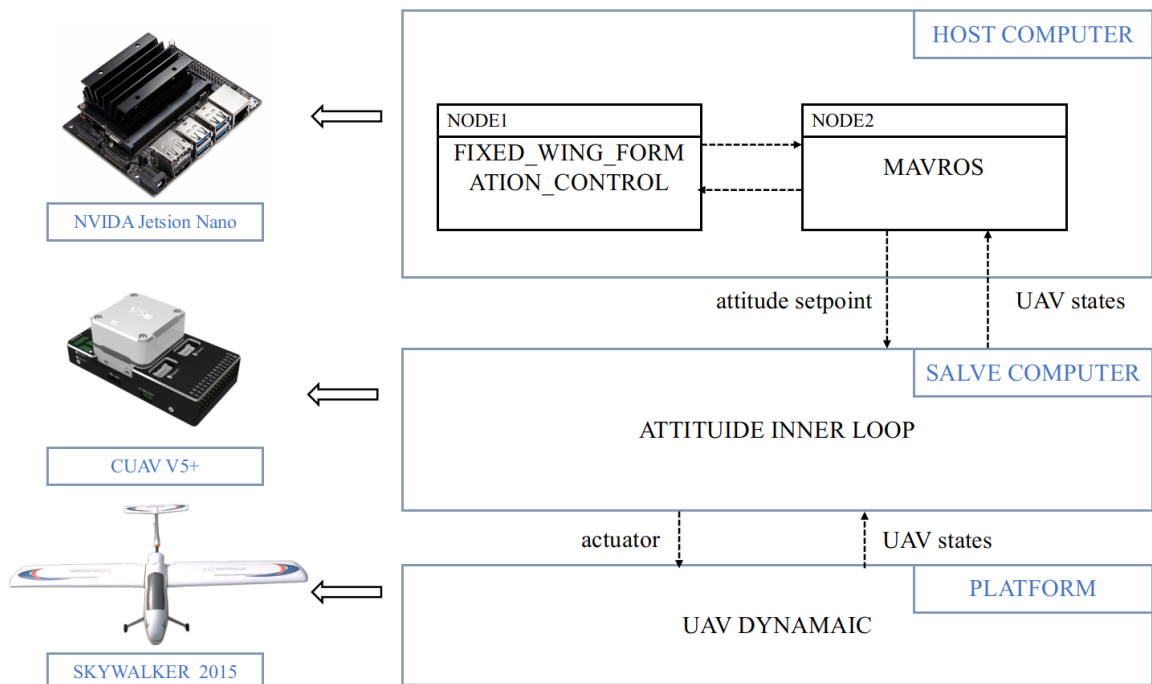 HOST COMPUTER
NODE1
FIXED_WING_FORM
ATION_CONTROL
NODE2
MAVROS
NVIDA Jetsion Nano
attitude setpoint
UAV states
SALVE COMPUTER
ATTITUIDE INNER LOOP
V5+
CUAV V5+
actuator
UAV states
PLATFORM
UAV DYNAMAIC
SKYWALKER 2015